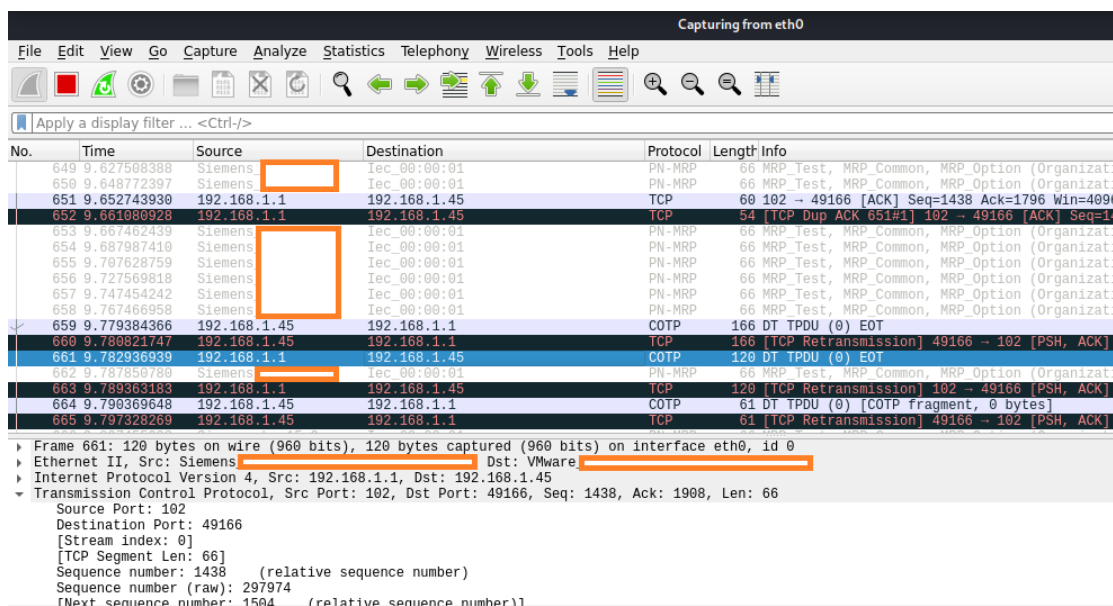 Capturing from eth0
File Edit View Go Capture Analyze Statistics Telephony Wireless Tools Help
Apply a display filter ... <Ctrl-/>
No. Time Source Destination Protocol Length Info
649 9.627508388 Siemens_ Iec_00:00:01 PN-MRP 66 MRP_Test, MRP_Common, MRP_Option (Organizati
650 9.648772397 Siemens_ Iec_00:00:01 PN-MRP 66 MRP_Test, MRP_Common, MRP_Option (Organizati
651 9.652743930 192.168.1.1 192.168.1.45 TCP 60 102 → 49166 [ACK] Seq=1438 Ack=1796 Win=4096
652 9.661080928 192.168.1.1 192.168.1.45 TCP 54 [TCP Dup ACK 651#1] 102 → 49166 [ACK] Seq=14
653 9.667462439 Siemens_ Iec_00:00:01 PN-MRP 66 MRP_Test, MRP_Common, MRP_Option (Organizati
654 9.687987410 Siemens_ Iec_00:00:01 PN-MRP 66 MRP_Test, MRP_Common, MRP_Option (Organizati
655 9.707628759 Siemens_ Iec_00:00:01 PN-MRP 66 MRP_Test, MRP_Common, MRP_Option (Organizati
656 9.727569818 Siemens_ Iec_00:00:01 PN-MRP 66 MRP_Test, MRP_Common, MRP_Option (Organizati
657 9.747454242 Siemens_ Iec_00:00:01 PN-MRP 66 MRP_Test, MRP_Common, MRP_Option (Organizati
658 9.767466958 Siemens_ Iec_00:00:01 PN-MRP 66 MRP_Test, MRP_Common, MRP_Option (Organizati
659 9.779384366 192.168.1.45 192.168.1.1 COTP 166 DT TPDU (0) EOT
660 9.780821747 192.168.1.45 192.168.1.1 TCP 166 [TCP Retransmission] 49166 → 102 [PSH, ACK]
661 9.782936939 192.168.1.1 192.168.1.45 COTP 120 DT TPDU (0) EOT
662 9.787850780 Siemens_ Iec_00:00:01 PN-MRP 66 MRP_Test, MRP_Common, MRP_Option (Organizati
663 9.789363183 192.168.1.1 192.168.1.45 TCP 120 [TCP Retransmission] 102 → 49166 [PSH, ACK]
664 9.790369648 192.168.1.45 192.168.1.1 COTP 61 DT TPDU (0) [COTP fragment, 0 bytes]
665 9.797328269 192.168.1.45 192.168.1.1 TCP 61 [TCP Retransmission] 49166 → 102 [PSH, ACK]
Frame 661: 120 bytes on wire (960 bits), 120 bytes captured (960 bits) on interface eth0, id 0
Ethernet II, Src: Siemens_ Dst: VMware_
Internet Protocol Version 4, Src: 192.168.1.1, Dst: 192.168.1.45
Transmission Control Protocol, Src Port: 102, Dst Port: 49166, Seq: 1438, Ack: 1908, Len: 66
Source Port: 102
Destination Port: 49166
[Stream index: 0]
[TCP Segment Len: 66]
Sequence number: 1438 (relative sequence number)
Sequence number (raw): 297974
[Next sequence number: 1504 (relative sequence number)]